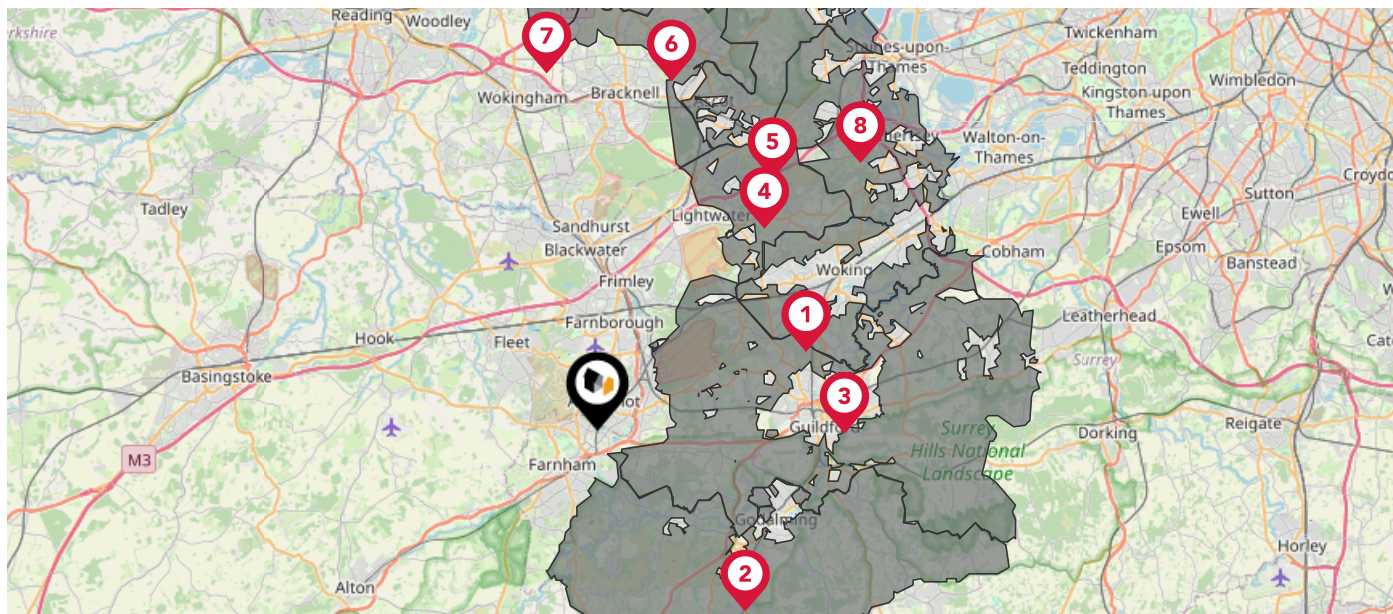 Reading
Woodley
rkshire
7
6
Wokingham
Bracknell
Staines-upon-
Thames
Twickenham
Teddington
Kingston upon
Thames
Wimbledon
5
8
Walton-on-
Thames
Croydo
4
Tadley
Lightwater
Sandhurst
Blackwater
Sutton
Ewell
Epsom
Banstead
Cobham
Woking
Frimley
1
Farnborough
Hook
Fleet
Leatherhead
Surrey
Basingstoke
3
Guildford
Surrey
Hills National
Landscape
Dorking
Reigate
M3
Farnham
Godalming
2
Alton
Horley